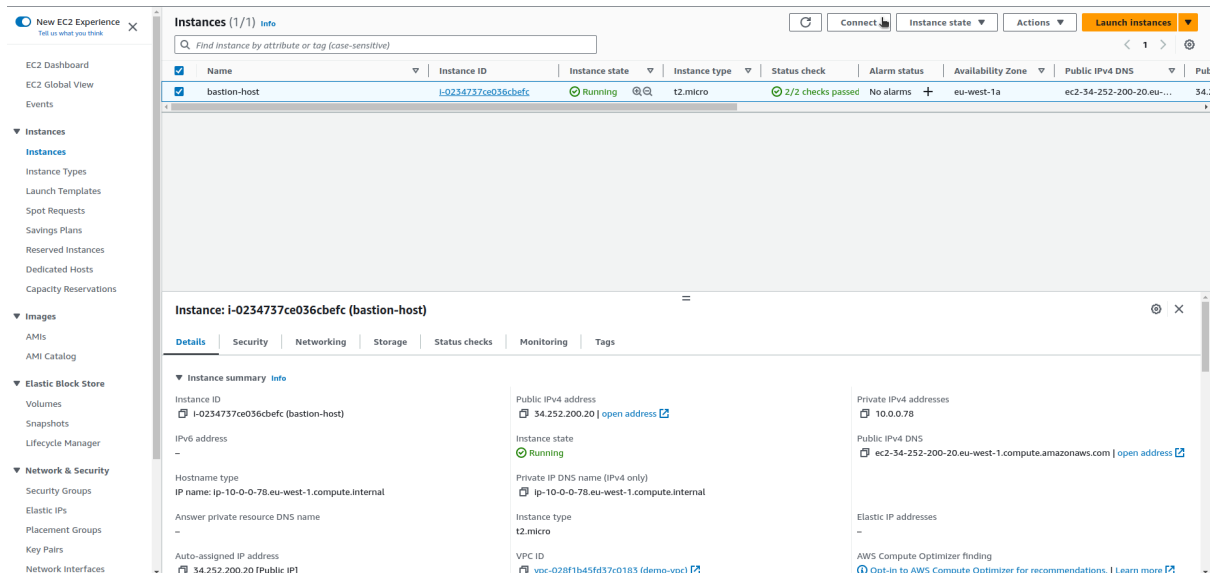 New EC2 Experience
Tell us what you think
EC2 Dashboard
EC2 Global View
Events
Instances
Instances
Instance Types
Launch Templates
Spot Requests
Savings Plans
Reserved Instances
Dedicated Hosts
Capacity Reservations
Images
AMIs
AMI Catalog
Elastic Block Store
Volumes
Snapshots
Lifecycle Manager
Network & Security
Security Groups
Elastic IPs
Placement Groups
Key Pairs
Network Interfaces
Instances (1/1) Info
Connect Instance state Actions Launch instances
Find instance by attribute or tag (case-sensitive)
1
Name Instance ID Instance state Instance type Status check Alarm status Availability Zone Public IPv4 DNS Pub
bastion-host i-0234737ce036cbefc Running t2.micro 2/2 checks passed No alarms + eu-west-1a ec2-34-252-200-20.eu-... 34.
Instance: i-0234737ce036cbefc (bastion-host)
Details Security Networking Storage Status checks Monitoring Tags
Instance summary Info
Instance ID Public IPv4 address Private IPv4 addresses
i-0234737ce036cbefc (bastion-host) 34.252.200.20 | open address 10.0.0.78
IPv6 address Instance state Public IPv4 DNS
– Running ec2-34-252-200-20.eu-west-1.compute.amazonaws.com | open address
Hostname type Private IP DNS name (IPv4 only)
IP name: ip-10-0-0-78.eu-west-1.compute.internal ip-10-0-0-78.eu-west-1.compute.internal
Answer private resource DNS name Instance type Elastic IP addresses
– t2.micro –
Auto-assigned IP address VPC ID AWS Compute Optimizer finding
34.252.200.20 [Public IP] vpc-028f1b45fd37c0183 (demo-vpc) Opt-in to AWS Compute Optimizer for recommendations. | Learn more